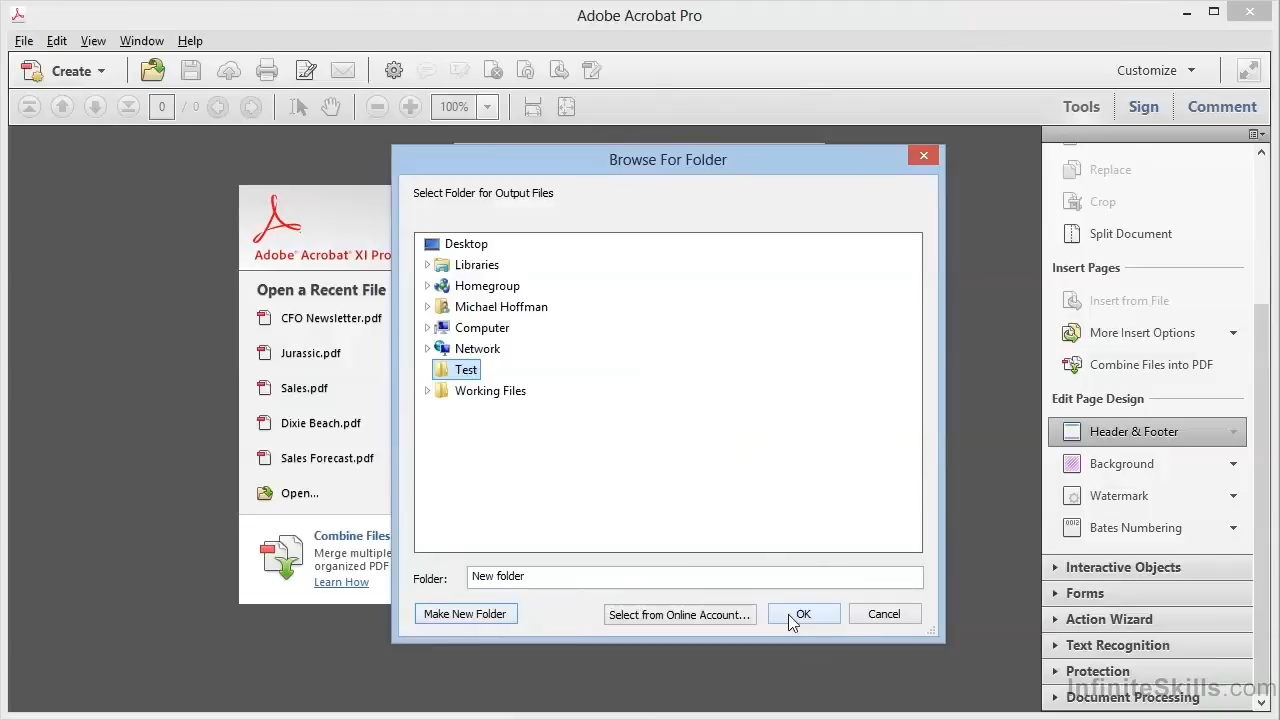 Adobe Acrobat Pro
File Edit View Window Help
Create
Customize
0 / 0
100%
Tools Sign Comment
Adobe® Acrobat® XI Pro
Open a Recent File
CFO Newsletter.pdf
Jurassic.pdf
Sales.pdf
Dixie Beach.pdf
Sales Forecast.pdf
Open...
Combine Files
Merge multiple
organized PDF
Learn How
Browse For Folder
Select Folder for Output Files
Desktop
Libraries
Homegroup
Michael Hoffman
Computer
Network
Test
Working Files
Folder: New folder
Make New Folder Select from Online Account... OK Cancel
Replace
Crop
Split Document
Insert Pages
Insert from File
More Insert Options
Combine Files into PDF
Edit Page Design
Header & Footer
Background
Watermark
Bates Numbering
Interactive Objects
Forms
Action Wizard
Text Recognition
Protection
Document Processing
InfiniteSkills.com